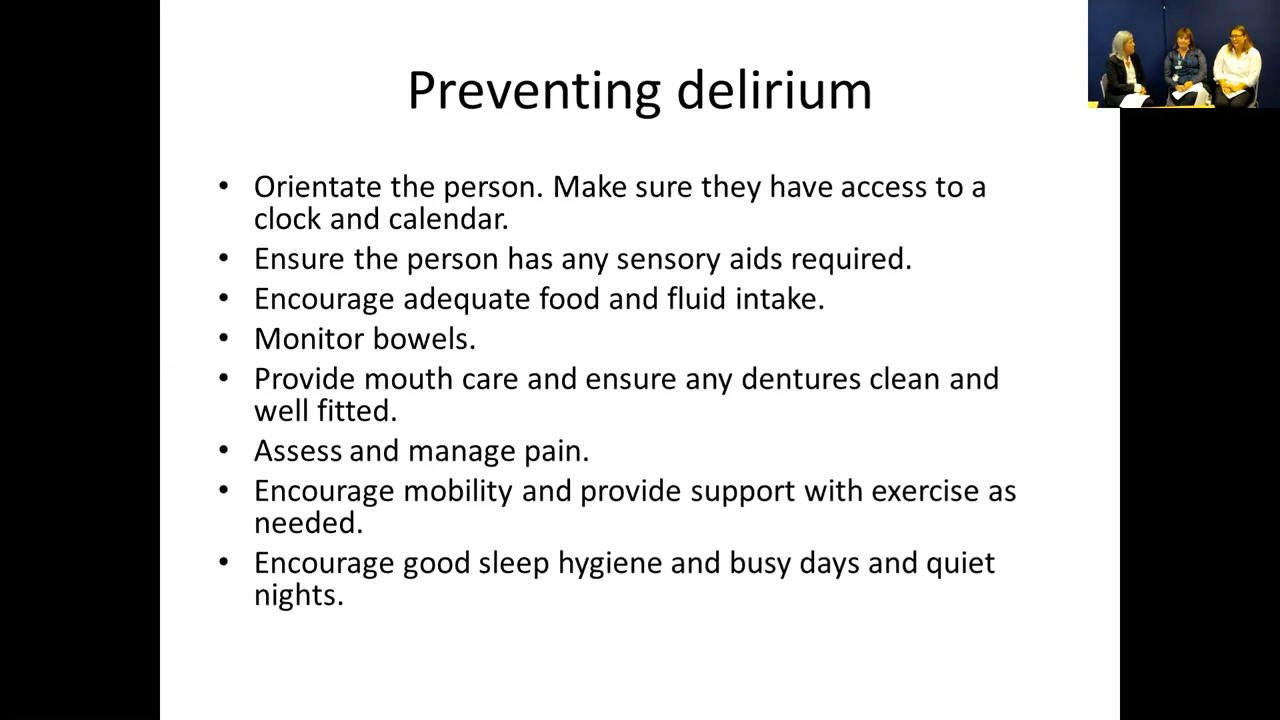 Preventing delirium
• Orientate the person. Make sure they have access to a
clock and calendar.
• Ensure the person has any sensory aids required.
• Encourage adequate food and fluid intake.
• Monitor bowels.
• Provide mouth care and ensure any dentures clean and
well fitted.
• Assess and manage pain.
• Encourage mobility and provide support with exercise as
needed.
• Encourage good sleep hygiene and busy days and quiet
nights.